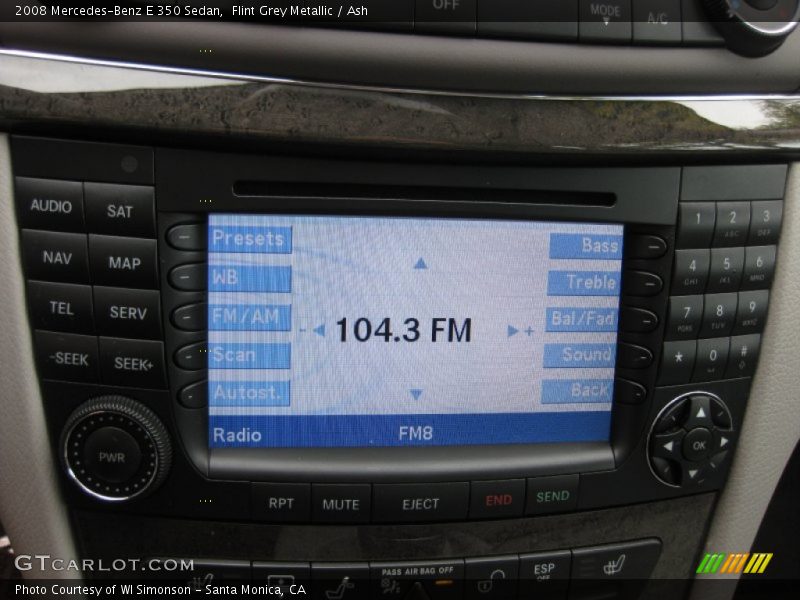 2008 Mercedes-Benz E 350 Sedan, Flint Grey Metallic / Ash
OFF
MODE
A/C
AUDIO SAT
NAV MAP
TEL SERV
-SEEK SEEK+
PWR
Presets Bass
WB Treble
FM/AM Bal/Fad
- 104.3 FM +
Scan Sound
Autost. Back
Radio FM8
1 2 ABC 3 DEF
4 GHI 5 JKL 6 MNO
7 PQRS 8 TUV 9 WXYZ
* 0 #
OK
RPT MUTE EJECT END SEND
PASS AIR BAG OFF
ESP
OFF
GTCARLOT.COM
Photo Courtesy of WI Simonson - Santa Monica, CA